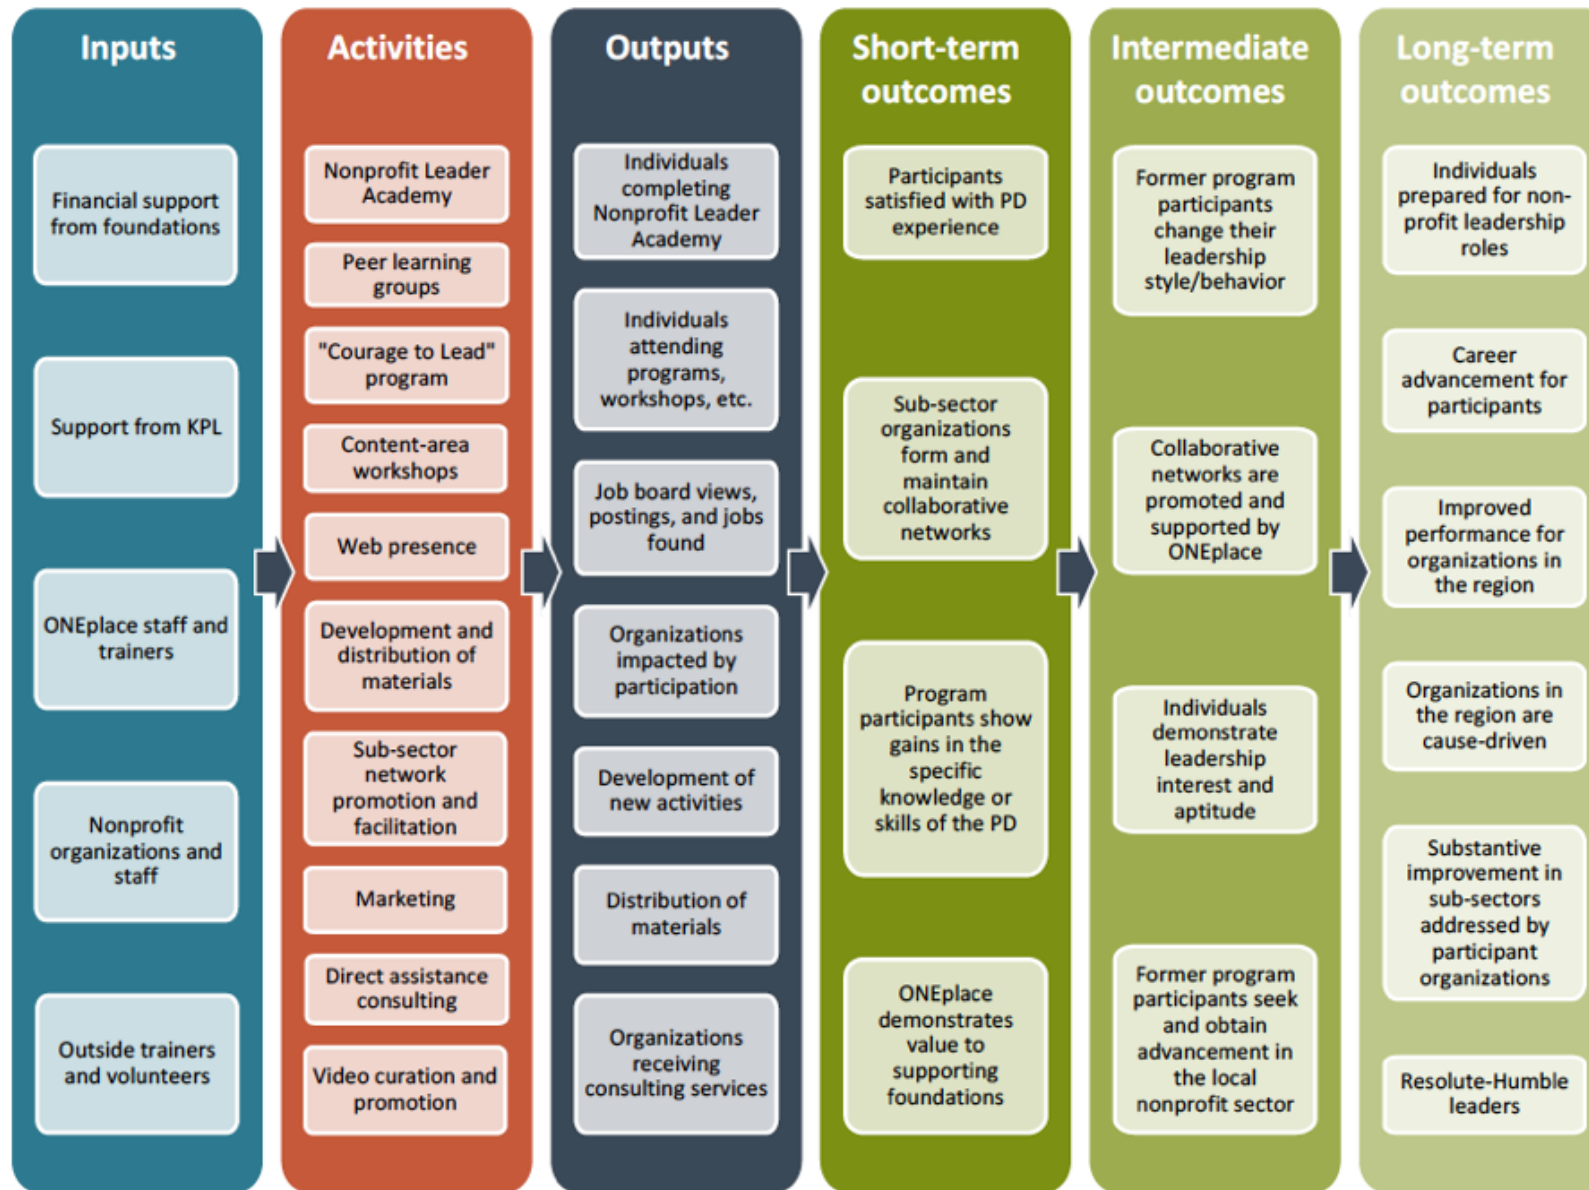 Inputs
Financial support
from foundations
Support from KPL
ONEplace staff and
trainers
Nonprofit
organizations and
staff
Outside trainers
and volunteers
Activities
Nonprofit Leader
Academy
Peer learning
groups
"Courage to Lead"
program
Content-area
workshops
Web presence
Development and
distribution of
materials
Sub-sector
network
promotion and
facilitation
Marketing
Direct assistance
consulting
Video curation and
promotion
Outputs
Individuals
completing
Nonprofit Leader
Academy
Individuals
attending
programs,
workshops, etc.
Job board views,
postings, and jobs
found
Organizations
impacted by
participation
Development of
new activities
Distribution of
materials
Organizations
receiving
consulting services
Short-term
outcomes
Participants
satisfied with PD
experience
Sub-sector
organizations
form and
maintain
collaborative
networks
Program
participants show
gains in the
specific
knowledge or
skills of the PD
ONEplace
demonstrates
value to
supporting
foundations
Intermediate
outcomes
Former program
participants
change their
leadership
style/behavior
Collaborative
networks are
promoted and
supported by
ONEplace
Individuals
demonstrate
leadership
interest and
aptitude
Former program
participants seek
and obtain
advancement in
the local
nonprofit sector
Long-term
outcomes
Individuals
prepared for non-
profit leadership
roles
Career
advancement for
participants
Improved
performance for
organizations in
the region
Organizations in
the region are
cause-driven
Substantive
improvement in
sub-sectors
addressed by
participant
organizations
Resolute-Humble
leaders